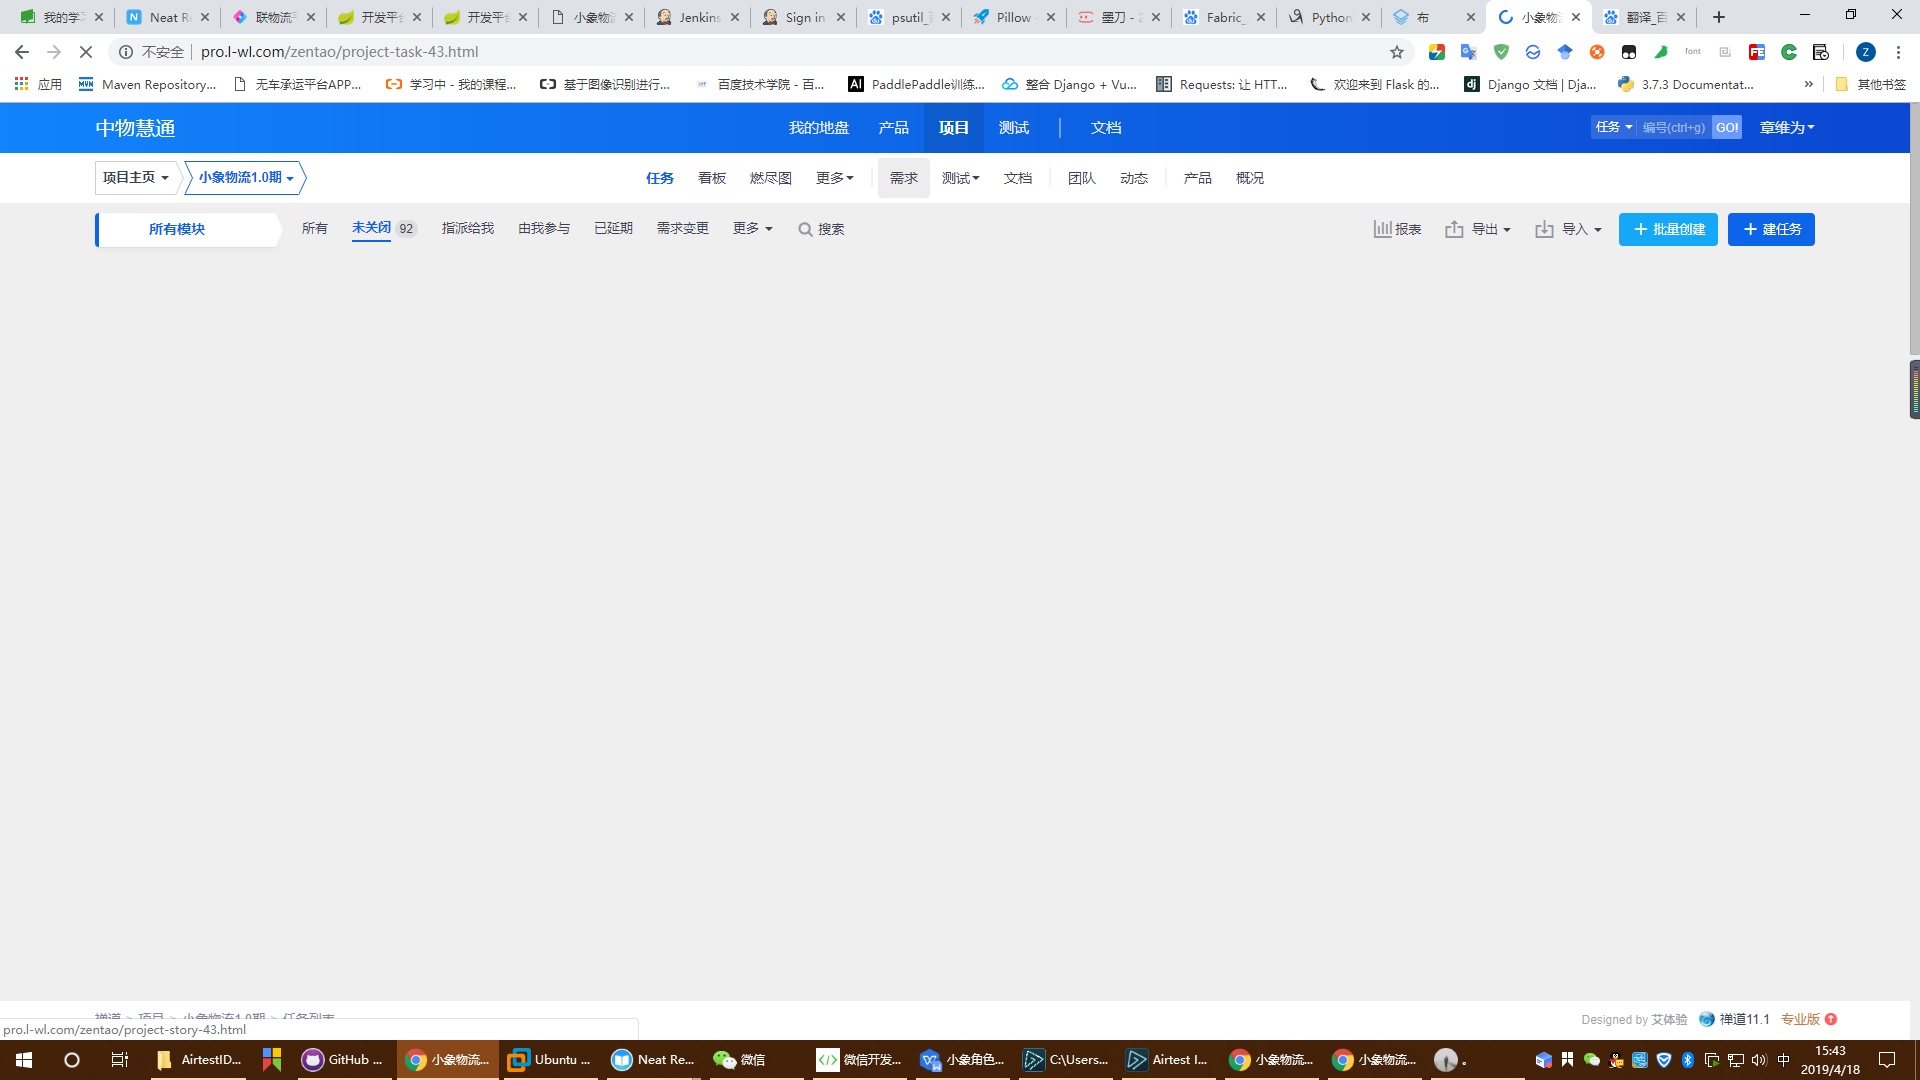 我的学 Neat R 联物流 开发平 开发平 小象物 Jenkins Sign in psutil_ Pillow 墨刀 - 2 Fabric_ Python 布 小象物 翻译_百
不安全 pro.l-wl.com/zentao/project-task-43.html
应用 Maven Repository... 无车承运平台APP... 学习中 - 我的课程... 基于图像识别进行... 百度技术学院 - 百... PaddlePaddle训练... 整合 Django + Vu... Requests: 让 HTT... 欢迎来到 Flask 的... Django 文档 | Dja... 3.7.3 Documentat... » 其他书签
中物慧通 我的地盘 产品 项目 测试 文档 任务 编号(ctrl+g) GO! 章维为
项目主页 小象物流1.0期 任务 看板 燃尽图 更多 需求 测试 文档 团队 动态 产品 概况
所有模块 所有 未关闭 92 指派给我 由我参与 已延期 需求变更 更多 搜索 报表 导出 导入 批量创建 建任务
禅道 > 项目 > 小象物流1.0期 > 任务列表 Designed by 艾体验 禅道11.1 专业版
pro.l-wl.com/zentao/project-story-43.html
AirtestID... GitHub ... 小象物流... Ubuntu ... Neat Re... 微信 微信开发... 小象角色... C:\Users... Airtest I... 小象物流... 小象物流... 中 15:43
2019/4/18